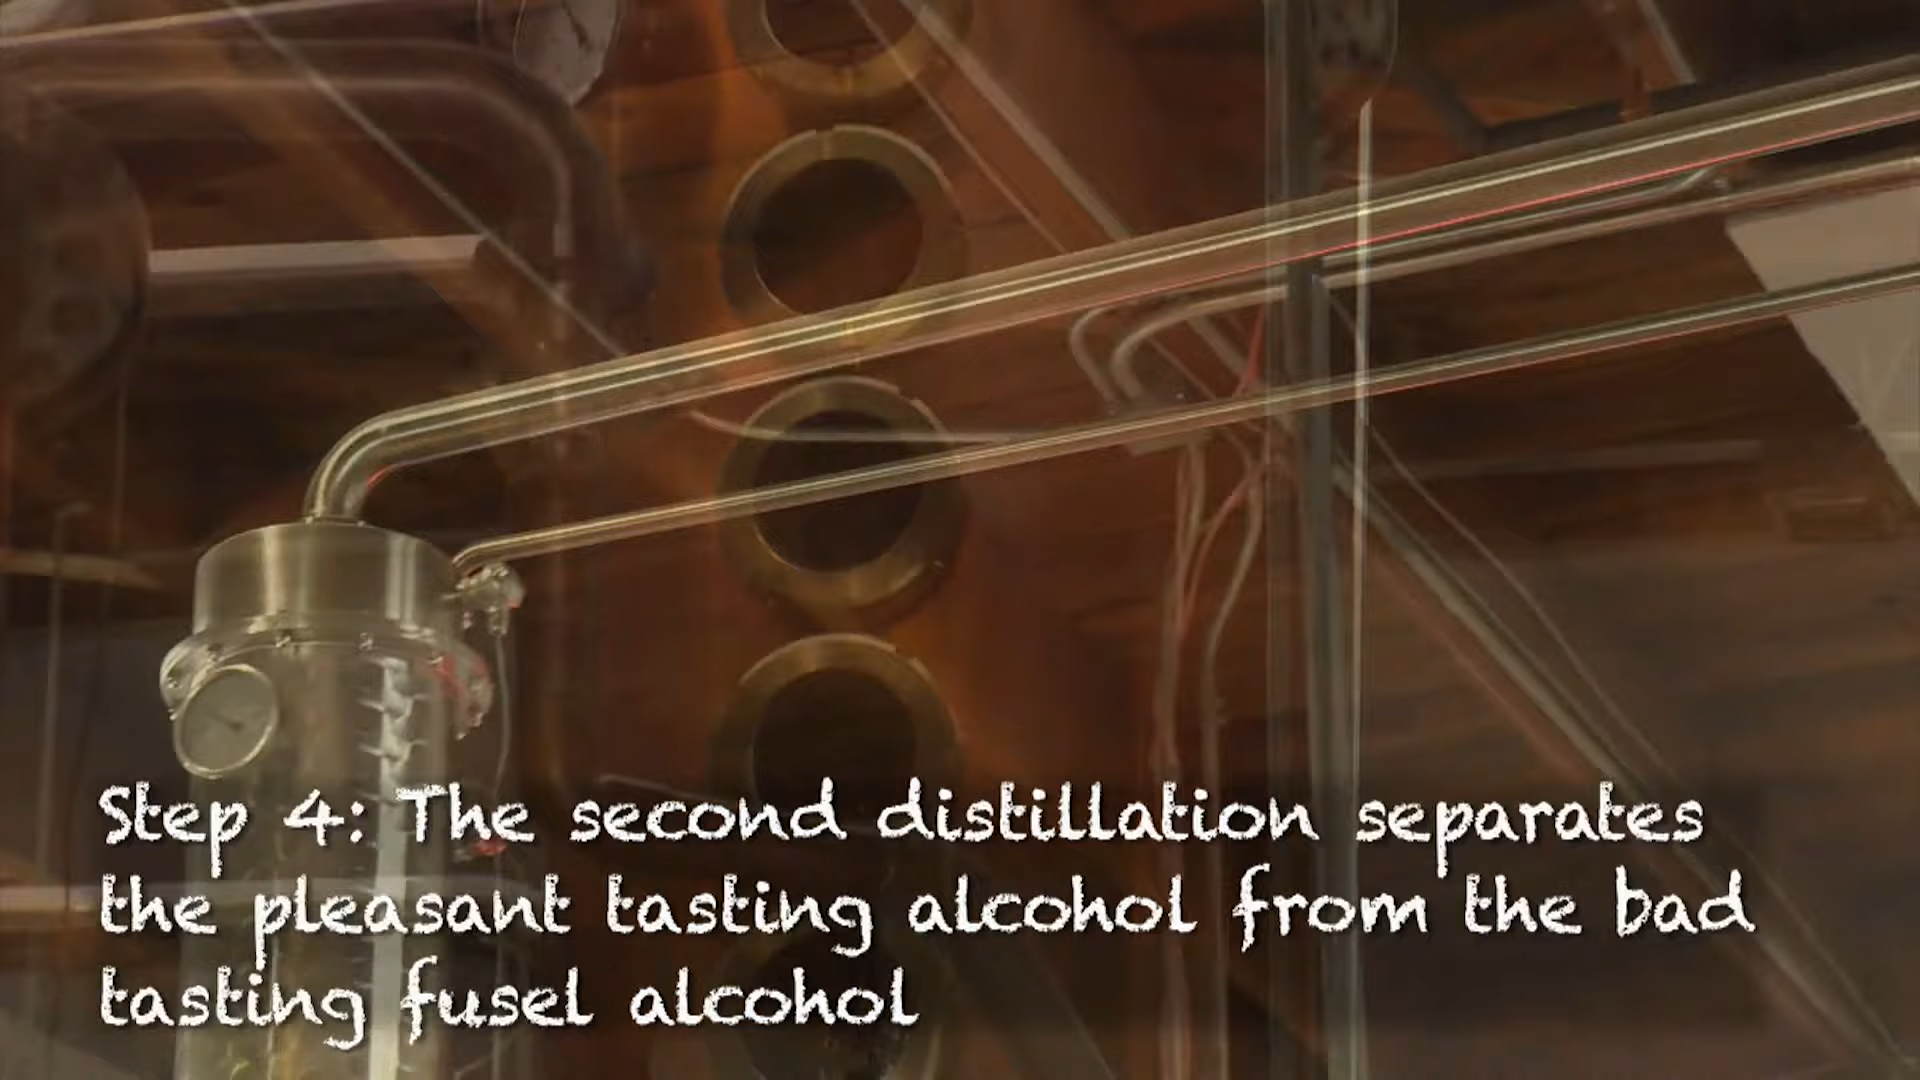 Step 4: The second distillation separates
the pleasant tasting alcohol from the bad
tasting fusel alcohol